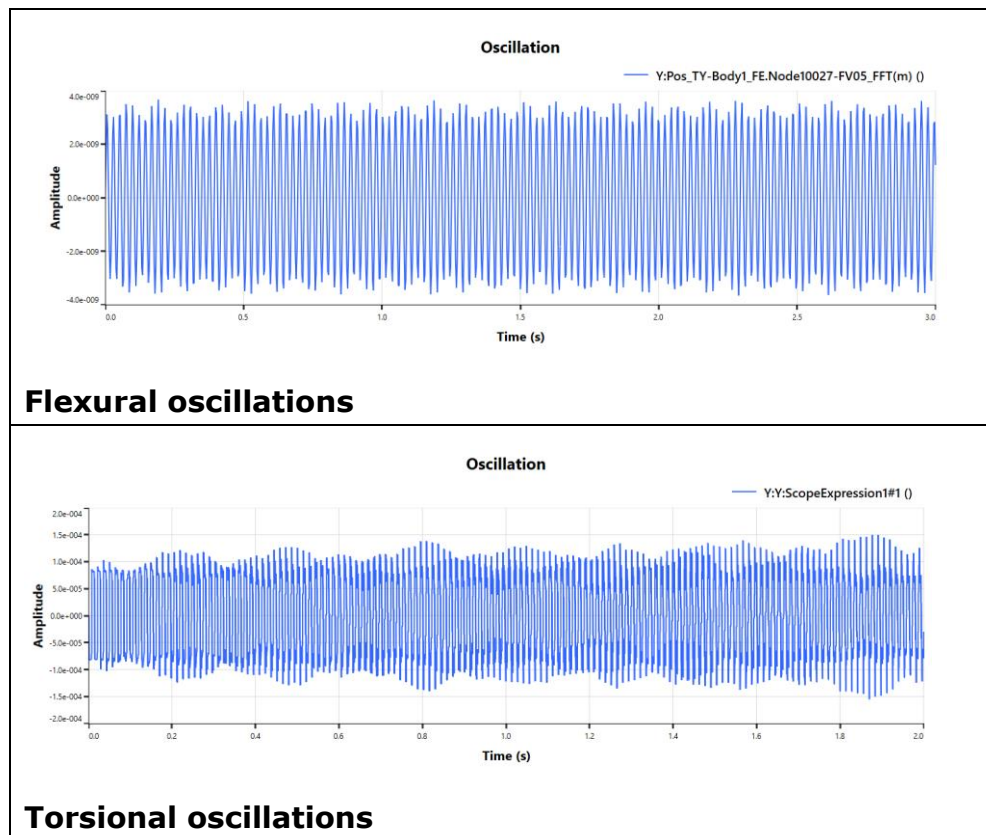 Oscillation
Y:Pos_TY-Body1_FE.Node10027-FV05_FFT(m) ()
4.0e-009
2.0e-009
0.0e+000
-2.0e-009
-4.0e-009
Amplitude
0.0 0.5 1.0 1.5 2.0 2.5 3.0
Time (s)
Flexural oscillations
Oscillation
Y:Y:ScopeExpression1#1 ()
2.0e-004
1.5e-004
1.0e-004
5.0e-005
0.0e+000
-5.0e-005
-1.0e-004
-1.5e-004
-2.0e-004
Amplitude
0.0 0.2 0.4 0.6 0.8 1.0 1.2 1.4 1.6 1.8 2.0
Time (s)
Torsional oscillations